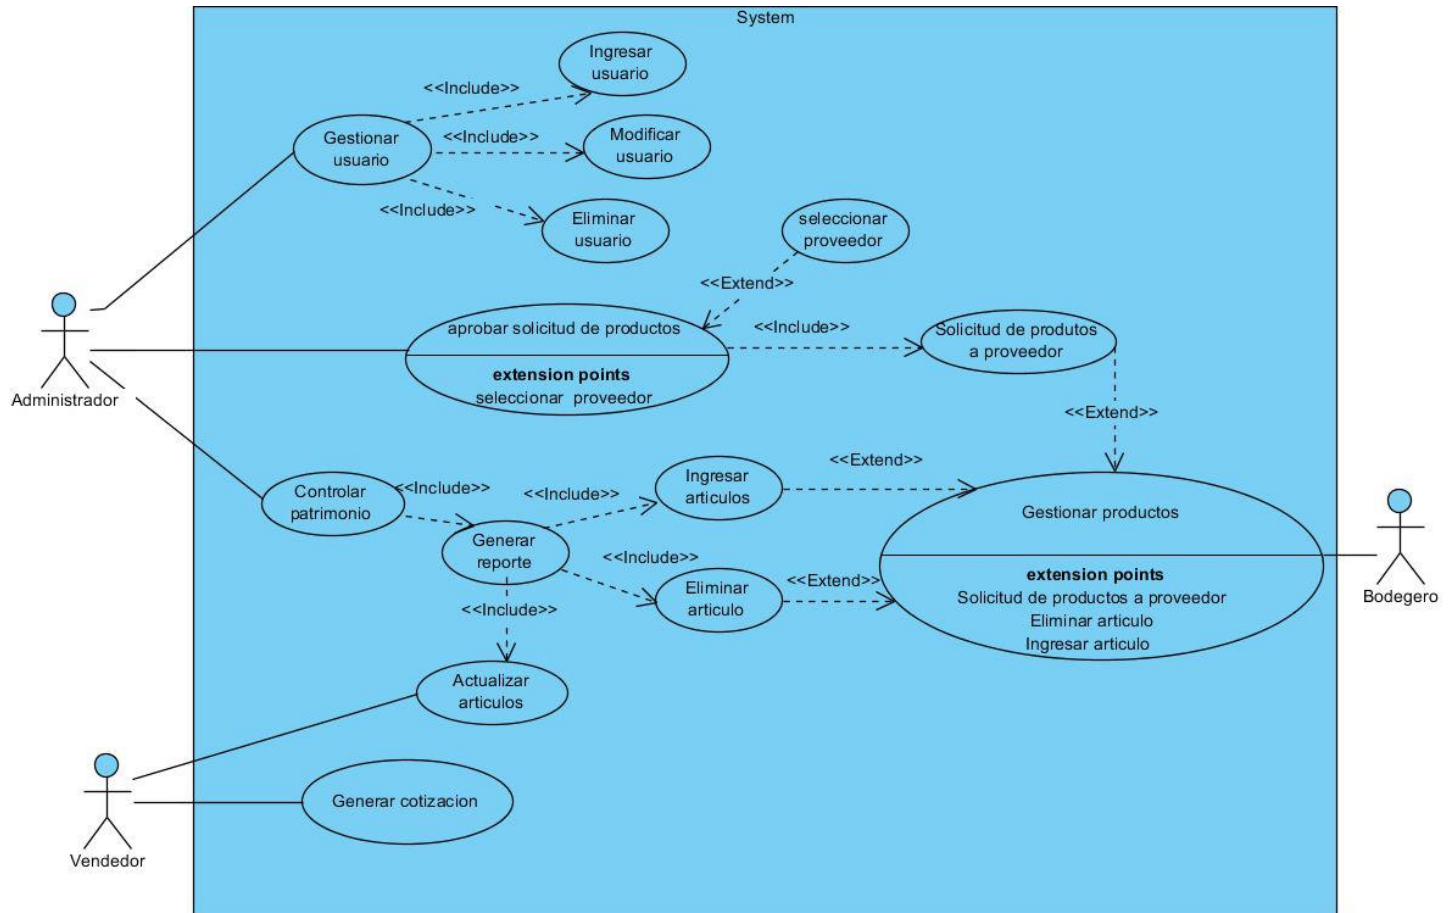 System
Ingresar
usuario
<<Include>>
Gestionar
usuario
<<Include>>
Modificar
usuario
<<Include>>
Eliminar
usuario
seleccionar
proveedor
<<Extend>>
aprobar solicitud de productos
extension points
seleccionar proveedor
<<Include>>
Solicitud de produtos
a proveedor
Administrador
<<Extend>>
Controlar
patrimonio
<<Include>>
Generar
reporte
<<Include>>
Ingresar
articulos
<<Extend>>
<<Include>>
Eliminar
articulo
<<Extend>>
Gestionar productos
extension points
Solicitud de productos a proveedor
Eliminar articulo
Ingresar articulo
Bodegero
<<Include>>
Actualizar
articulos
Generar cotizacion
Vendedor